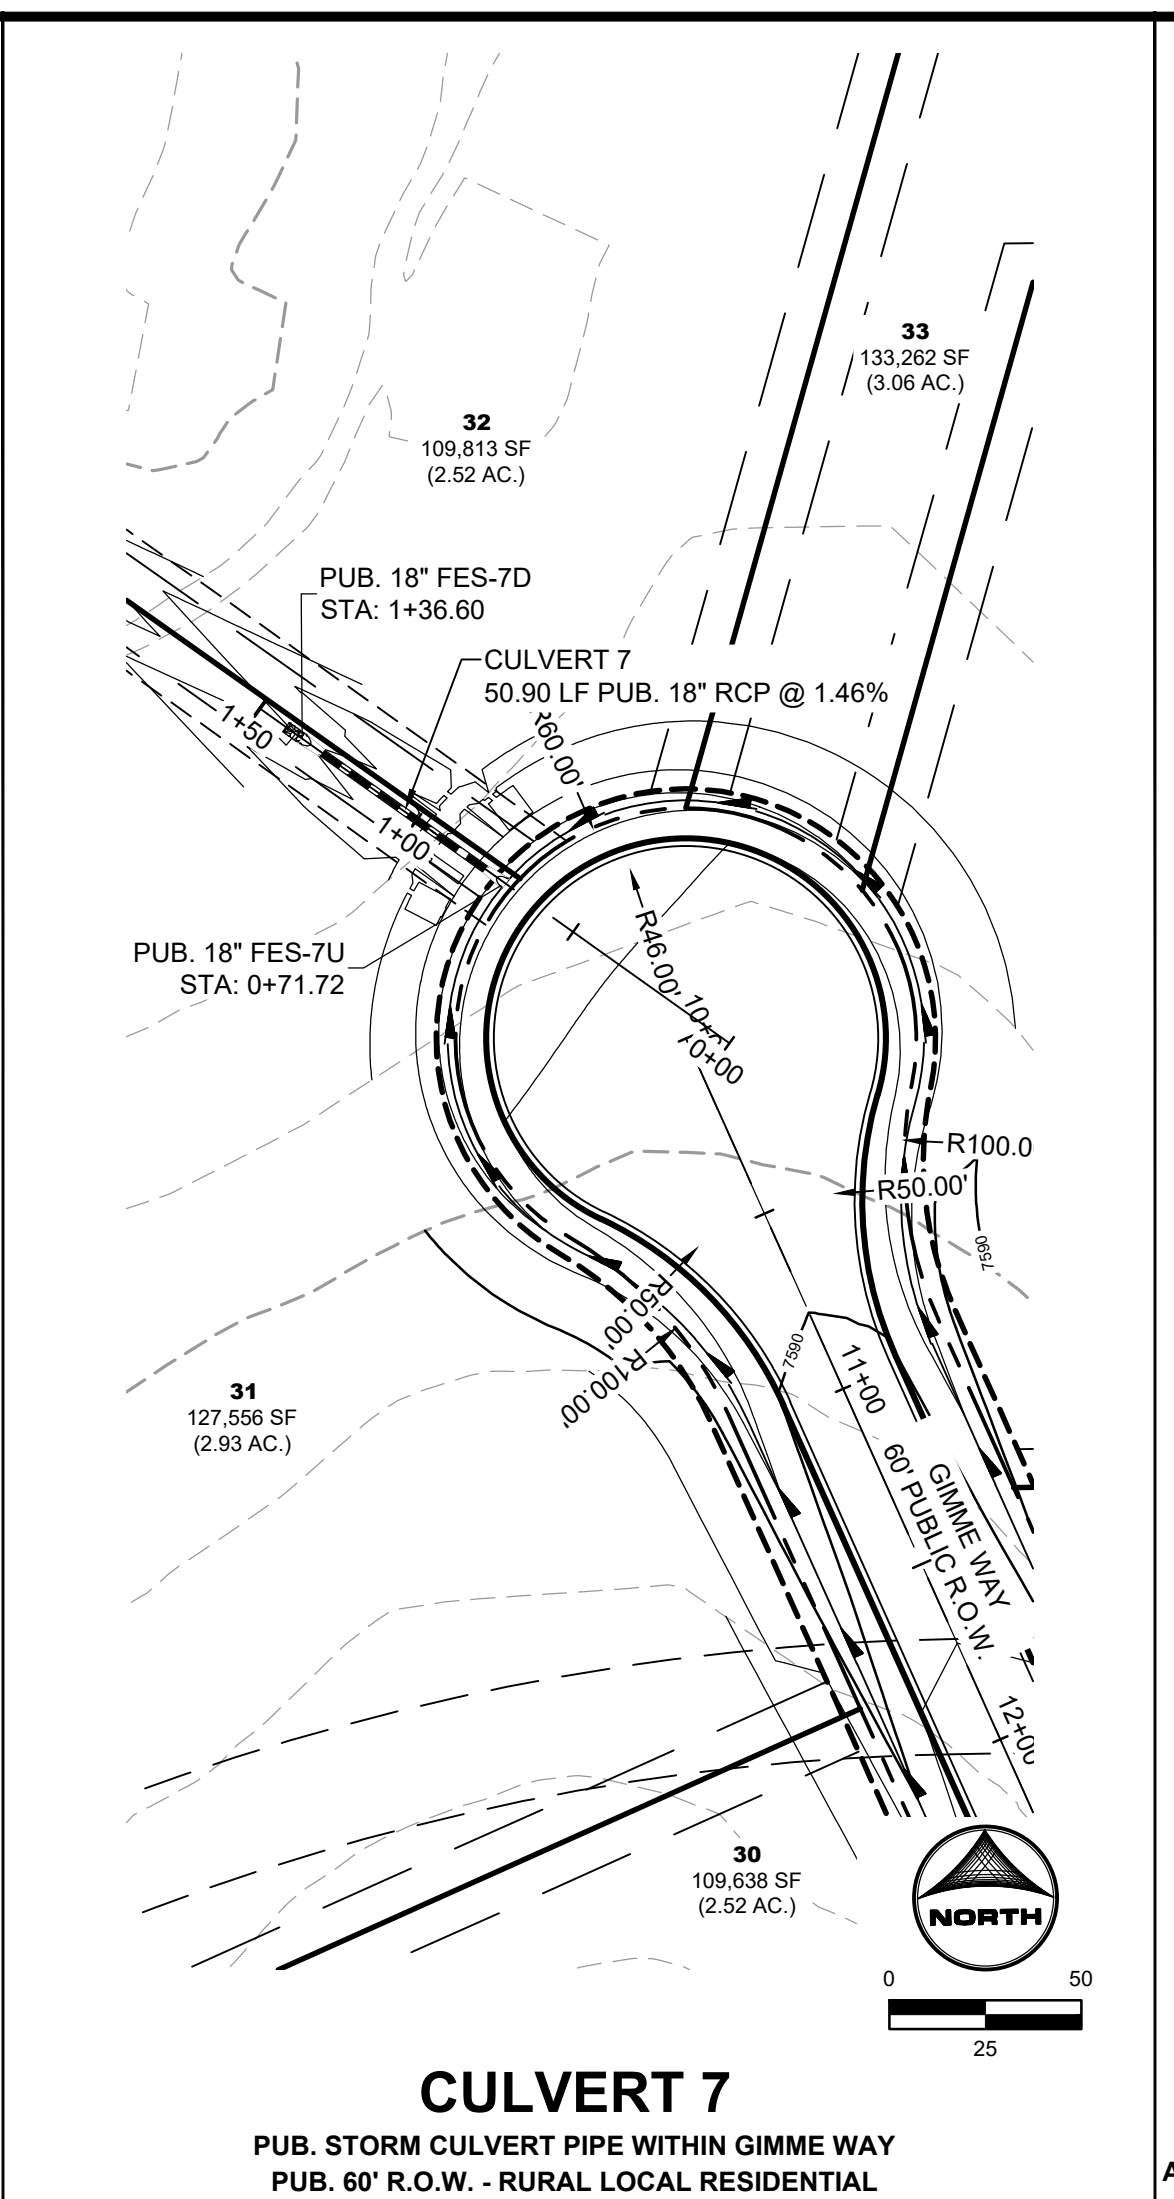 33
133,262 SF
(3.06 AC.)
32
109,813 SF
(2.52 AC.)
PUB. 18" FES-7D
STA: 1+36.60
CULVERT 7
50.90 LF PUB. 18" RCP @ 1.46%
R60.00'
1+50
1+00
PUB. 18" FES-7U
STA: 0+71.72
R46.00'
0+00
R100.0
R50.00'
7590
R50.00'
R100.00'
7590
11+00
31
127,556 SF
(2.93 AC.)
GIMME WAY
60' PUBLIC R.O.W.
12+00
30
109,638 SF
(2.52 AC.)
NORTH
0
50
25
CULVERT 7
PUB. STORM CULVERT PIPE WITHIN GIMME WAY
PUB. 60' R.O.W. - RURAL LOCAL RESIDENTIAL